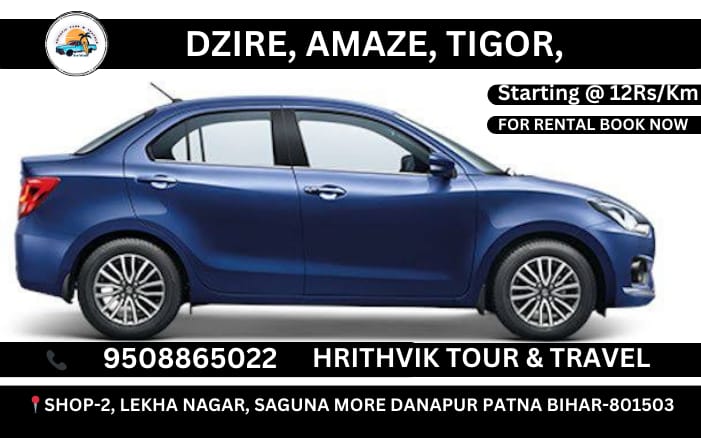 DZIRE, AMAZE, TIGOR,
Starting @ 12Rs/Km
FOR RENTAL BOOK NOW
9508865022 HRITHVIK TOUR & TRAVEL
SHOP-2, LEKHA NAGAR, SAGUNA MORE DANAPUR PATNA BIHAR-801503